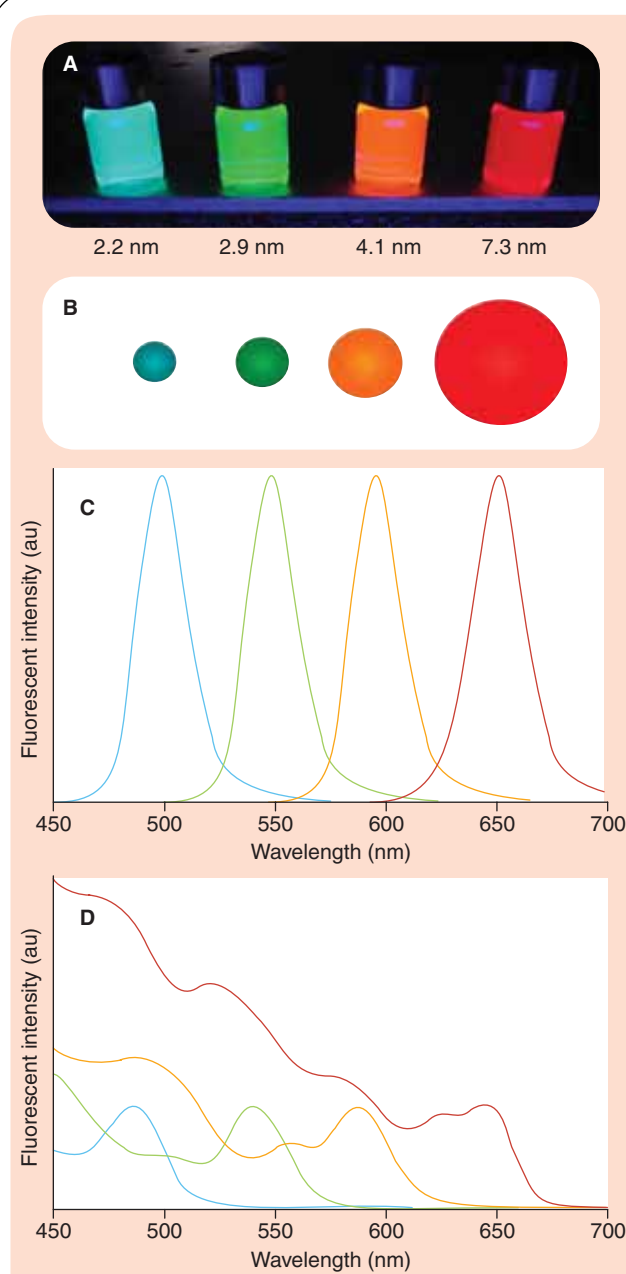 A
2.2 nm 2.9 nm 4.1 nm 7.3 nm
B
C
Fluorescent intensity (au)
450 500 550 600 650 700
Wavelength (nm)
D
Fluorescent intensity (au)
450 500 550 600 650 700
Wavelength (nm)